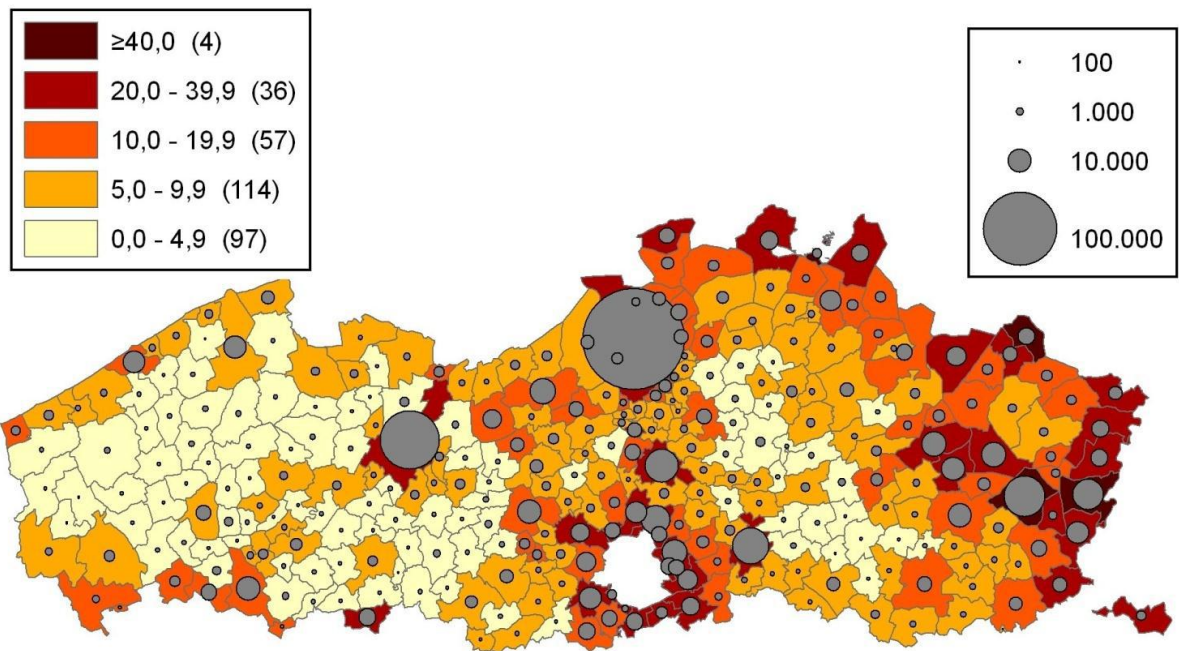 ≥40,0 (4)
20,0 - 39,9 (36)
10,0 - 19,9 (57)
5,0 - 9,9 (114)
0,0 - 4,9 (97)
100
1.000
10.000
100.000